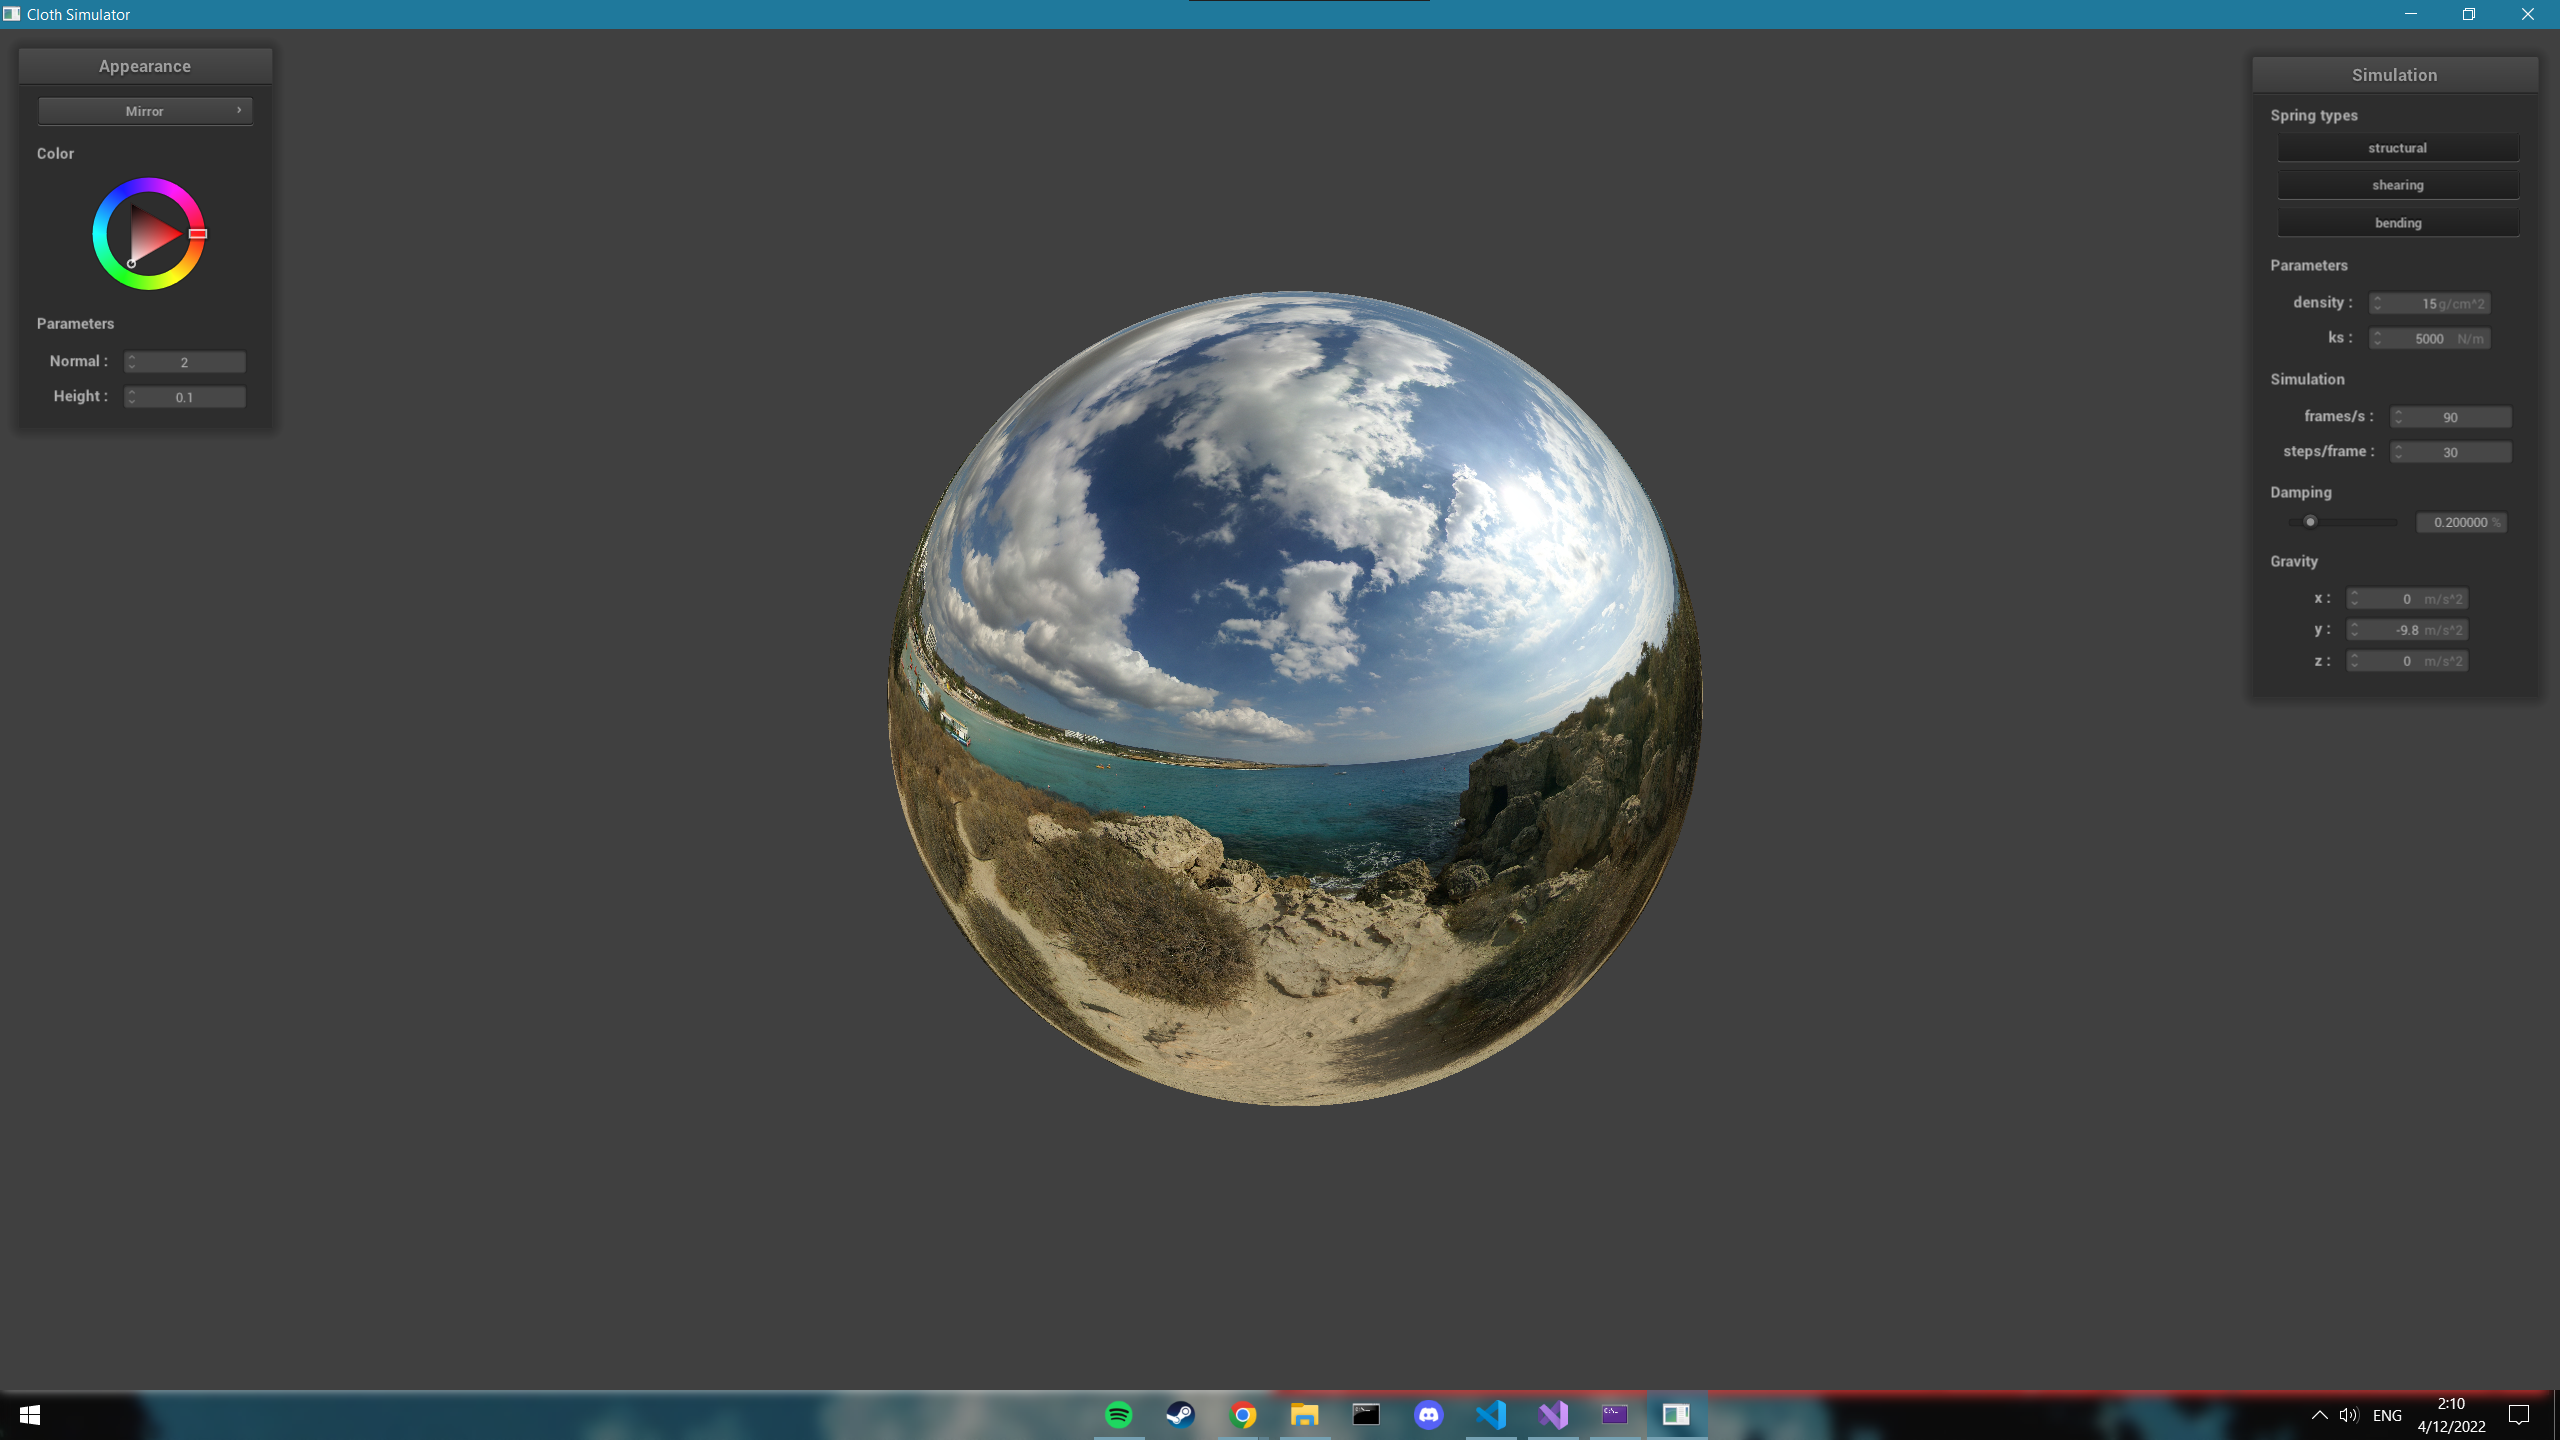 Cloth Simulator
Appearance
Mirror
Color
Parameters
Normal : 2
Height : 0.1
Simulation
Spring types
structural
shearing
bending
Parameters
density : 15 g/cm^2
ks : 5000 N/m
Simulation
frames/s : 90
steps/frame : 30
Damping
0.200000 %
Gravity
x : 0 m/s^2
y : -9.8 m/s^2
z : 0 m/s^2
ENG
2:10
4/12/2022